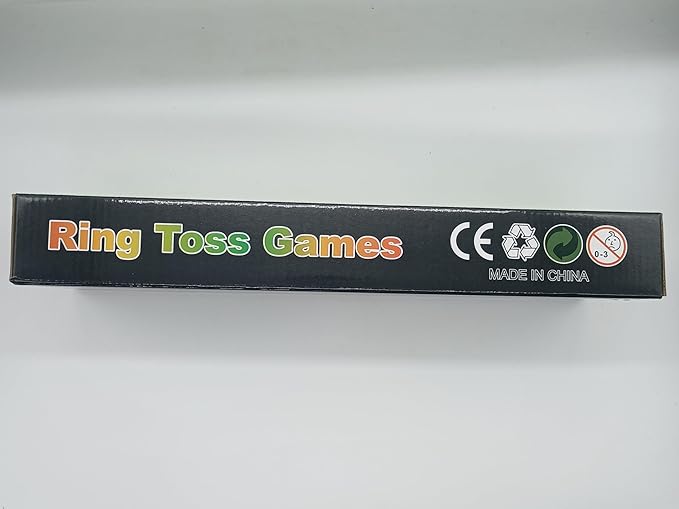 Ring Toss Games
CE
0-3
MADE IN CHINA